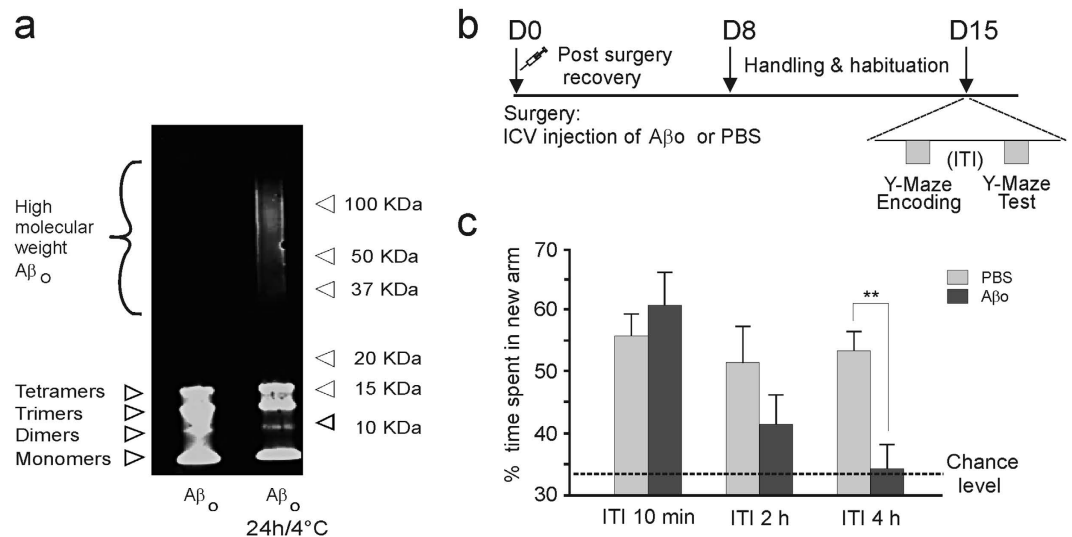 a
High
molecular
weight
Aβo
100 KDa
50 KDa
37 KDa
20 KDa
15 KDa
10 KDa
Tetramers
Trimers
Dimers
Monomers
Aβo
Aβo
24h/4°C
b
D0
D8
D15
Post surgery
recovery
Handling & habituation
Surgery:
ICV injection of Aβo or PBS
(ITI)
Y-Maze
Encoding
Y-Maze
Test
c
% time spent in new arm
70
60
50
40
30
PBS
Aβo
**
Chance
level
ITI 10 min
ITI 2 h
ITI 4 h